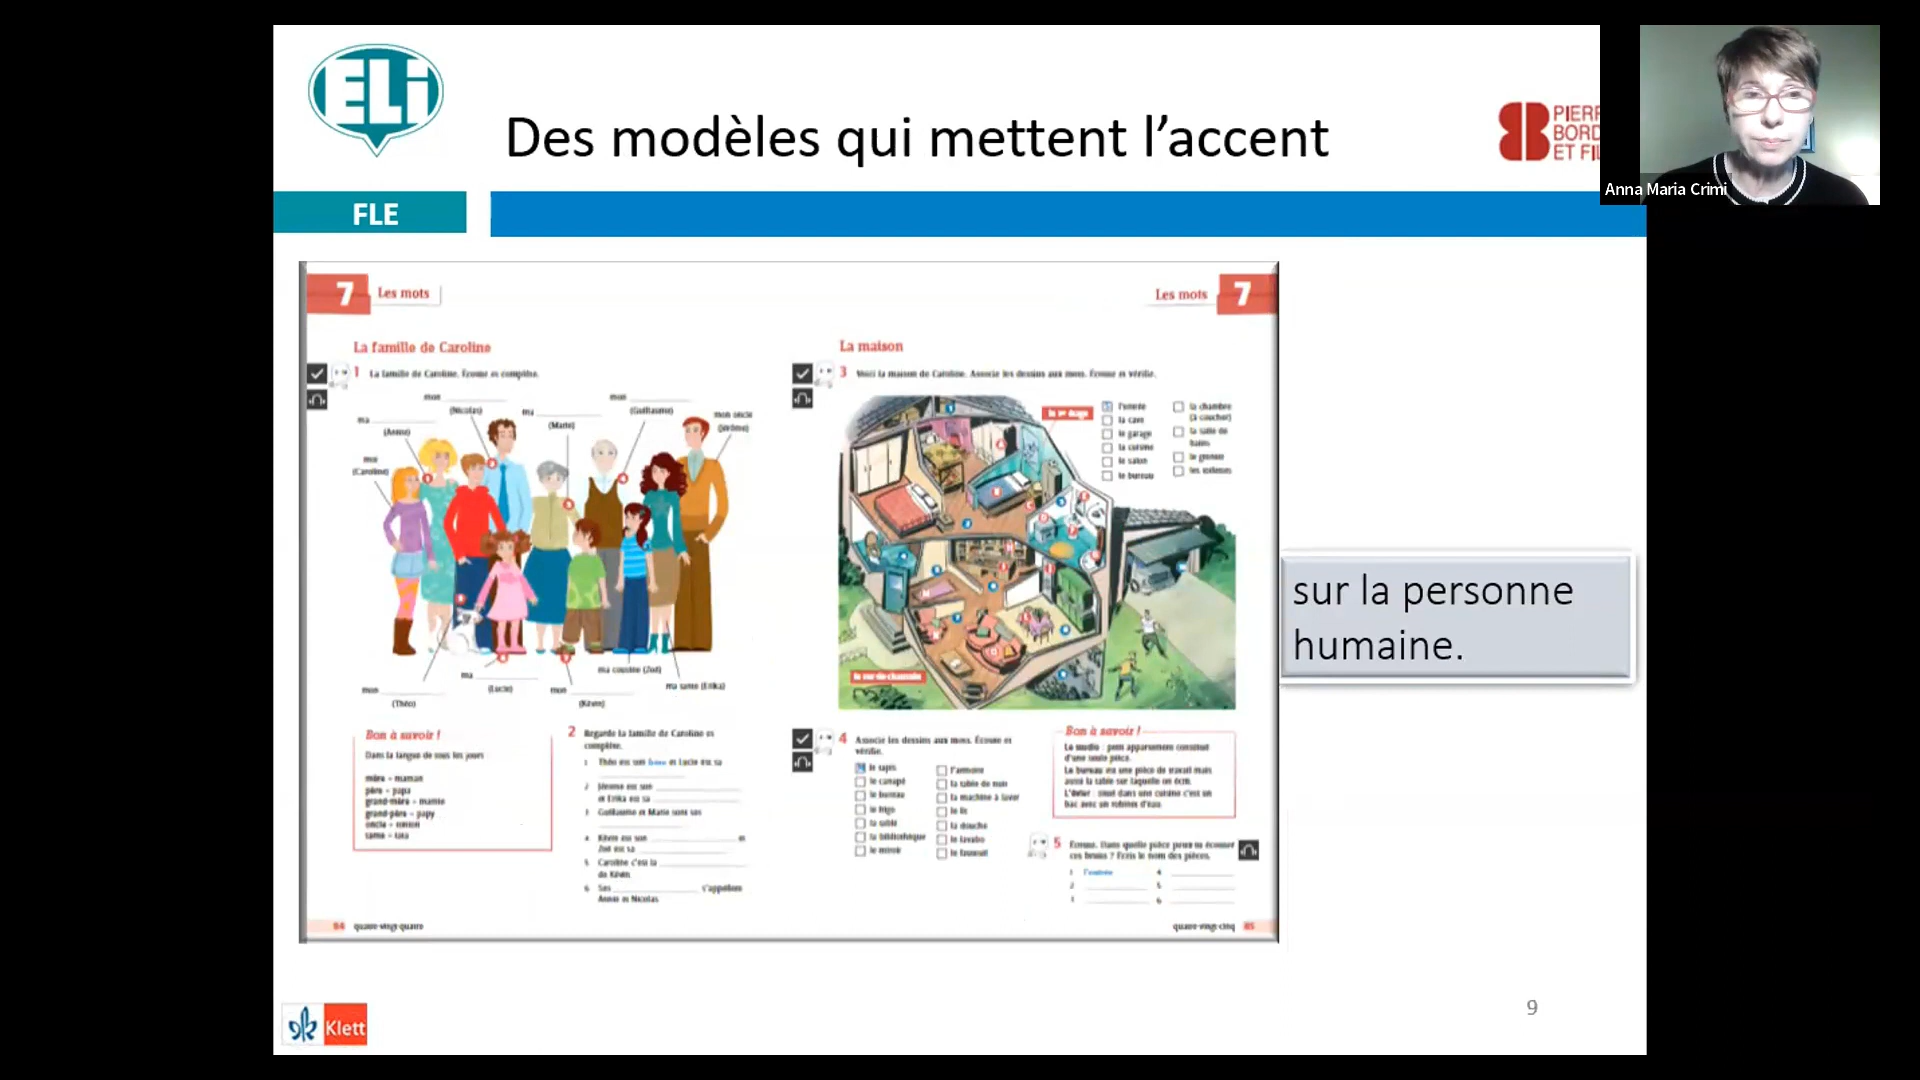 ELi
Des modèles qui mettent l'accent
PIERR
BORD
ET FIL
Anna Maria Crimi
FLE
7 Les mots
Les mots 7
La famille de Caroline
1 La famille de Caroline. Écoute et complète.
mon
(Nicolas)
ma
(Marie)
mon
(Guillaume)
mon oncle
(Jérôme)
ma
(Anne)
moi
(Caroline)
mon
(Théo)
ma
(Lucie)
mon
(Kévin)
ma cousine (Zoé)
ma tante (Erika)
Bon à savoir !
Dans la langue de tous les jours
mère = maman
père = papa
grand-mère = mamie
grand-père = papy
oncle = tonton
tante = tata
2 Regarde la famille de Caroline et
complète.
1 Théo est son frère et Lucie est sa
2 Jérôme est son
et Erika est sa
3 Guillaume et Marie sont ses
4 Kévin est son et
Zoé est sa
5 Caroline c'est la
de Kévin.
6 Ses s'appellent
Anne et Nicolas.
84 quatre-vingt-quatre
La maison
3 Voici la maison de Caroline. Associe les dessins aux mots. Écoute et vérifie.
le 1er étage
l'entrée
la cave
le garage
la cuisine
le salon
le bureau
la chambre
(à coucher)
la salle de
bains
le grenier
les toilettes
le rez-de-chaussée
4 Associe les dessins aux mots. Écoute et
vérifie.
le tapis
le canapé
le bureau
le frigo
la table
la bibliothèque
le miroir
l'armoire
la table de nuit
la machine à laver
le lit
la douche
le lavabo
le fauteuil
Bon à savoir !
Le studio : petit appartement constitué
d'une seule pièce.
Le bureau est une pièce de travail mais
aussi la table sur laquelle on écrit.
L'évier : situé dans une cuisine c'est un
bac avec un robinet d'eau.
5 Écoute. Dans quelle pièce peux-tu écouter
ces bruits ? Écris le nom des pièces.
1 l'entrée 4
2 5
3 6
quatre-vingt-cinq 85
sur la personne
humaine.
Klett
9